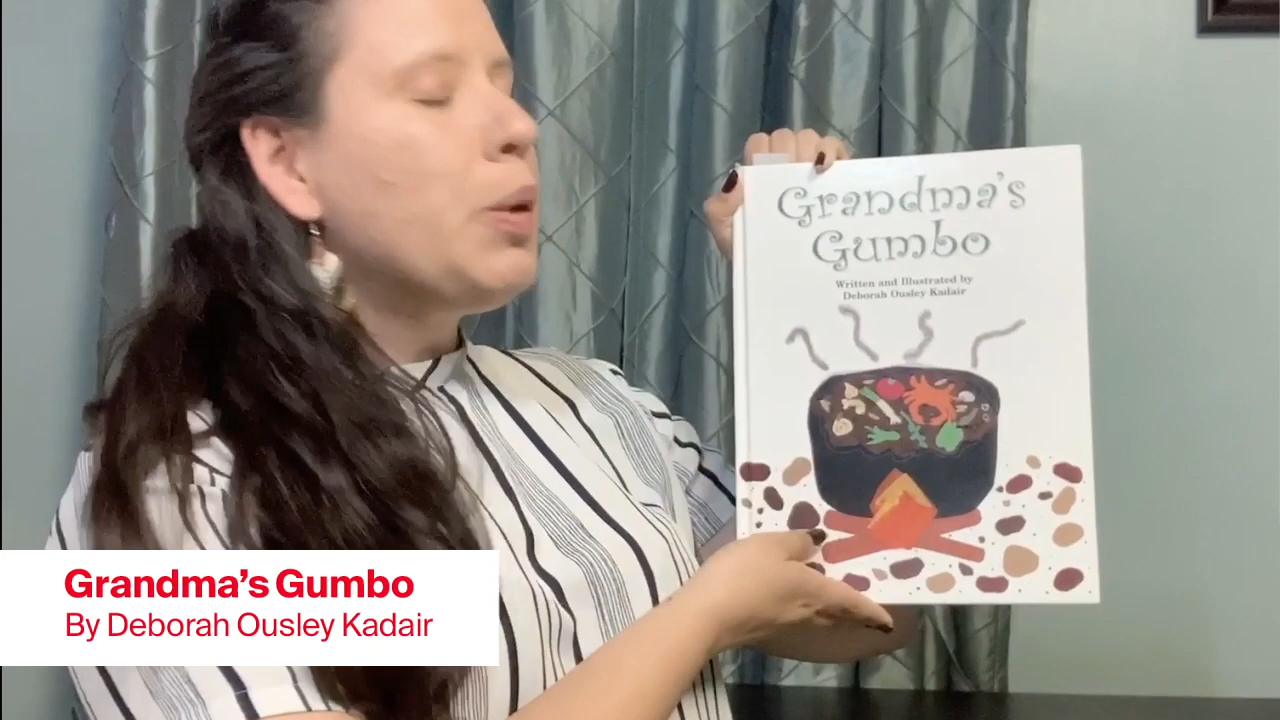 Grandma's
Gumbo
Written and Illustrated by
Deborah Ousley Kadair
Grandma’s Gumbo
By Deborah Ousley Kadair